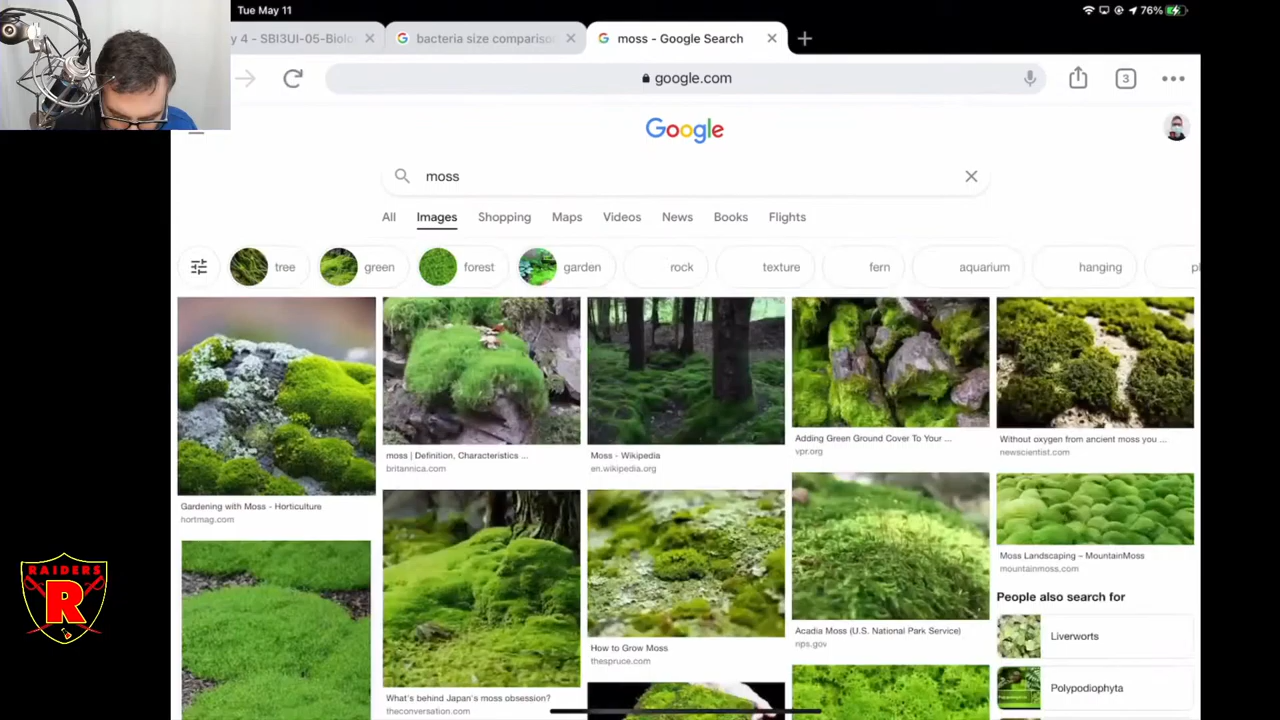 Tue May 11
76%
y 4 - SBI3UI-05-Biolo
bacteria size compariso
moss - Google Search
google.com
3
Google
moss
All Images Shopping Maps Videos News Books Flights
tree green forest garden rock texture fern aquarium hanging pl
Adding Green Ground Cover To Your ...
vpr.org
Without oxygen from ancient moss you ...
newscientist.com
moss | Definition, Characteristics ...
britannica.com
Moss - Wikipedia
en.wikipedia.org
Gardening with Moss - Horticulture
hortmag.com
Moss Landscaping – MountainMoss
mountainmoss.com
People also search for
Liverworts
Polypodiophyta
Acadia Moss (U.S. National Park Service)
nps.gov
How to Grow Moss
thespruce.com
What's behind Japan's moss obsession?
theconversation.com
RAIDERS
R